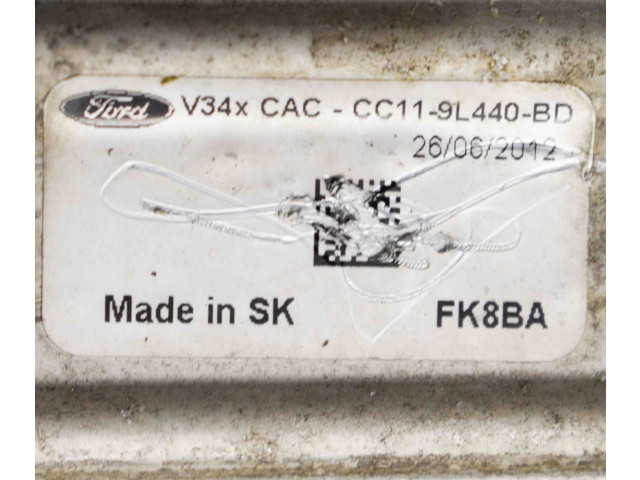 Ford V34x CAC - CC11-9L440-BD
26/06/2012
Made in SK FK8BA